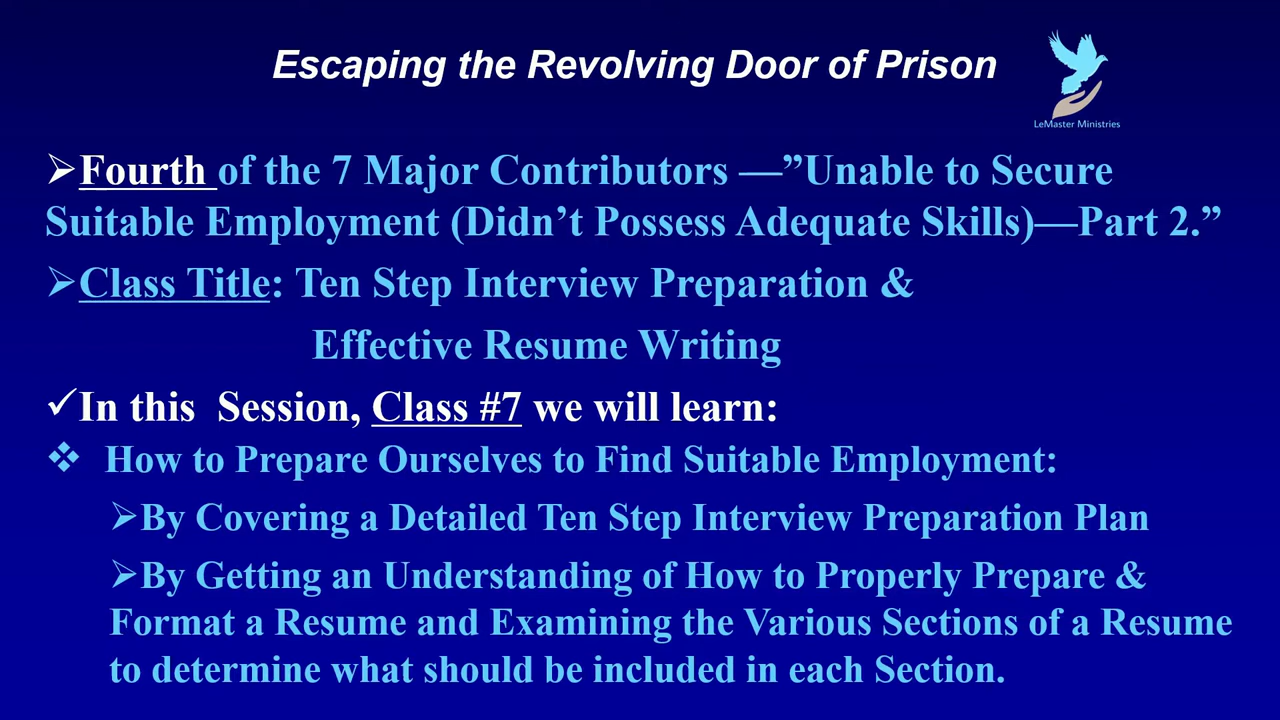 Escaping the Revolving Door of Prison
LeMaster Ministries
➢Fourth of the 7 Major Contributors —”Unable to Secure
Suitable Employment (Didn’t Possess Adequate Skills)—Part 2.”
➢Class Title: Ten Step Interview Preparation &
Effective Resume Writing
✓In this  Session, Class #7 we will learn:
❖ How to Prepare Ourselves to Find Suitable Employment:
➢By Covering a Detailed Ten Step Interview Preparation Plan
➢By Getting an Understanding of How to Properly Prepare &
Format a Resume and Examining the Various Sections of a Resume
to determine what should be included in each Section.